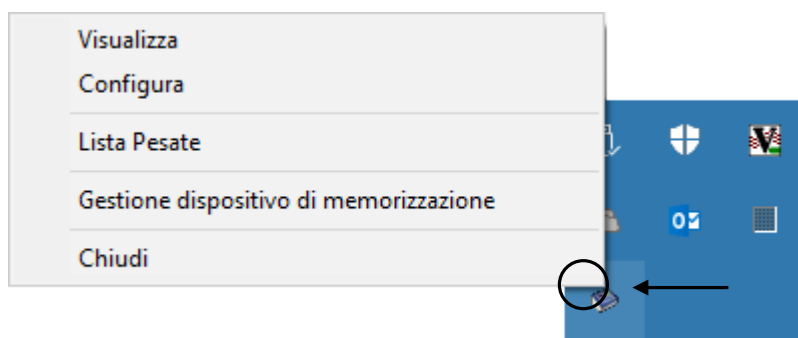 Visualizza
Configura
Lista Pesate
Gestione dispositivo di memorizzazione
Chiudi
V
O